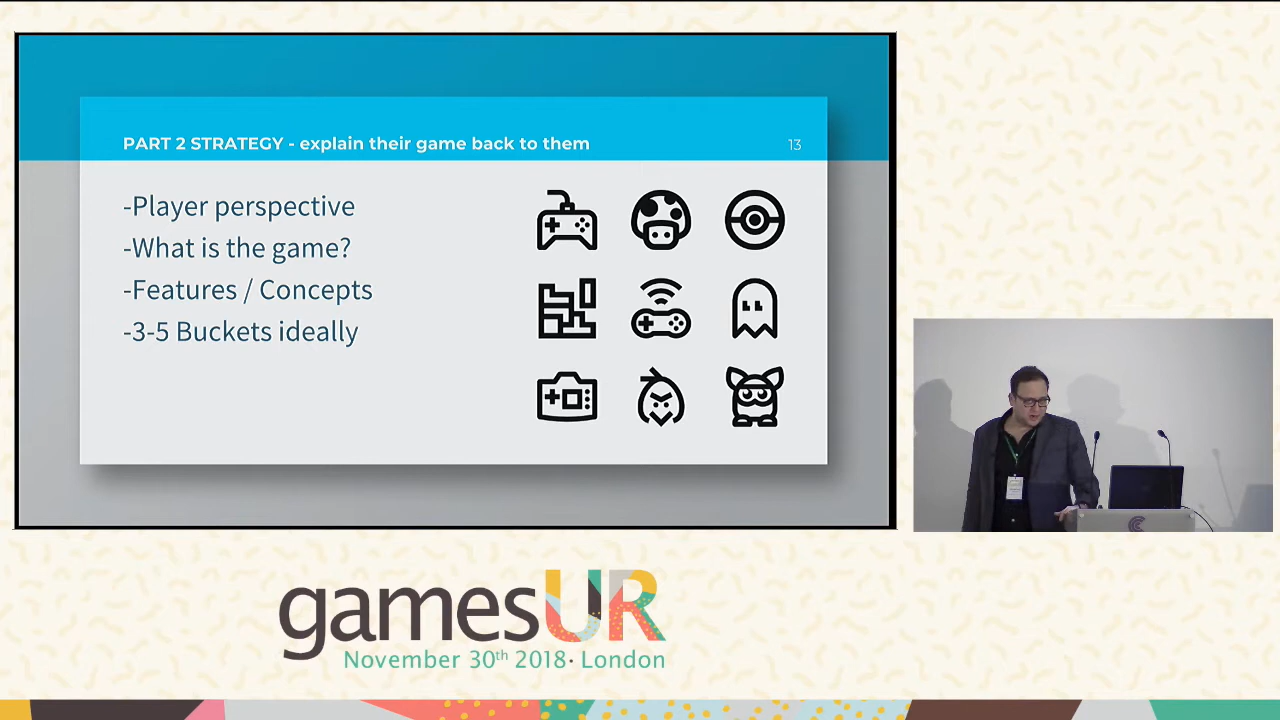 PART 2 STRATEGY - explain their game back to them
13
-Player perspective
-What is the game?
-Features / Concepts
-3-5 Buckets ideally
gamesUR
November 30th 2018· London